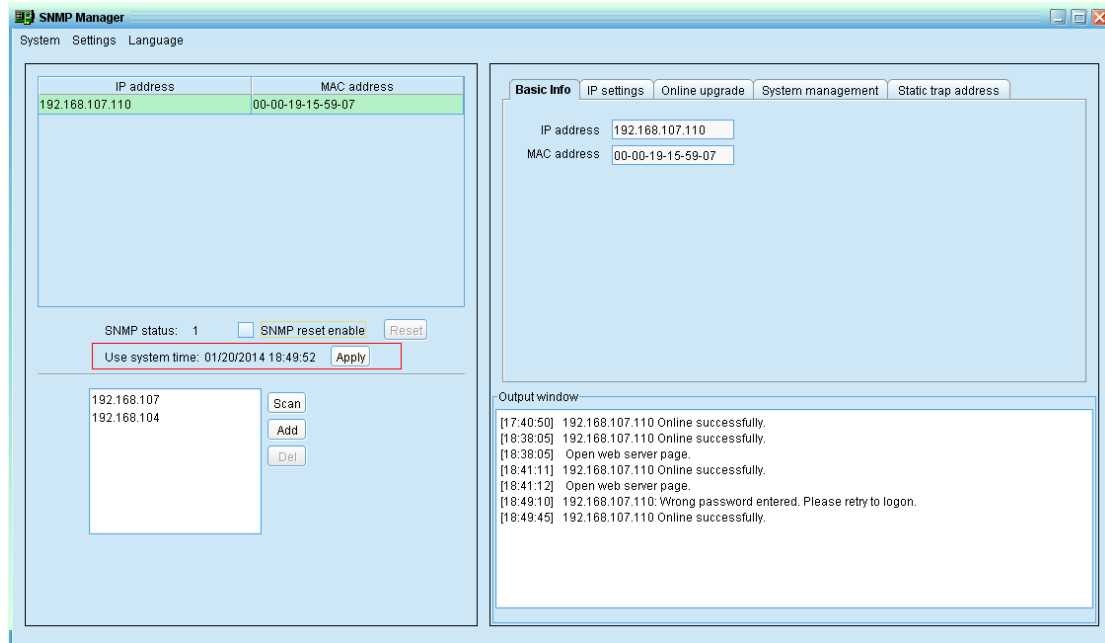 SNMP Manager
System Settings Language
IP address MAC address
192.168.107.110 00-00-19-15-59-07
SNMP status: 1 SNMP reset enable Reset
Use system time: 01/20/2014 18:49:52 Apply
192.168.107
192.168.104
Scan
Add
Del
Basic Info IP settings Online upgrade System management Static trap address
IP address 192.168.107.110
MAC address 00-00-19-15-59-07
Output window
[17:40:50] 192.168.107.110 Online successfully.
[18:38:05] 192.168.107.110 Online successfully.
[18:38:05] Open web server page.
[18:41:11] 192.168.107.110 Online successfully.
[18:41:12] Open web server page.
[18:49:10] 192.168.107.110: Wrong password entered. Please retry to logon.
[18:49:45] 192.168.107.110 Online successfully.